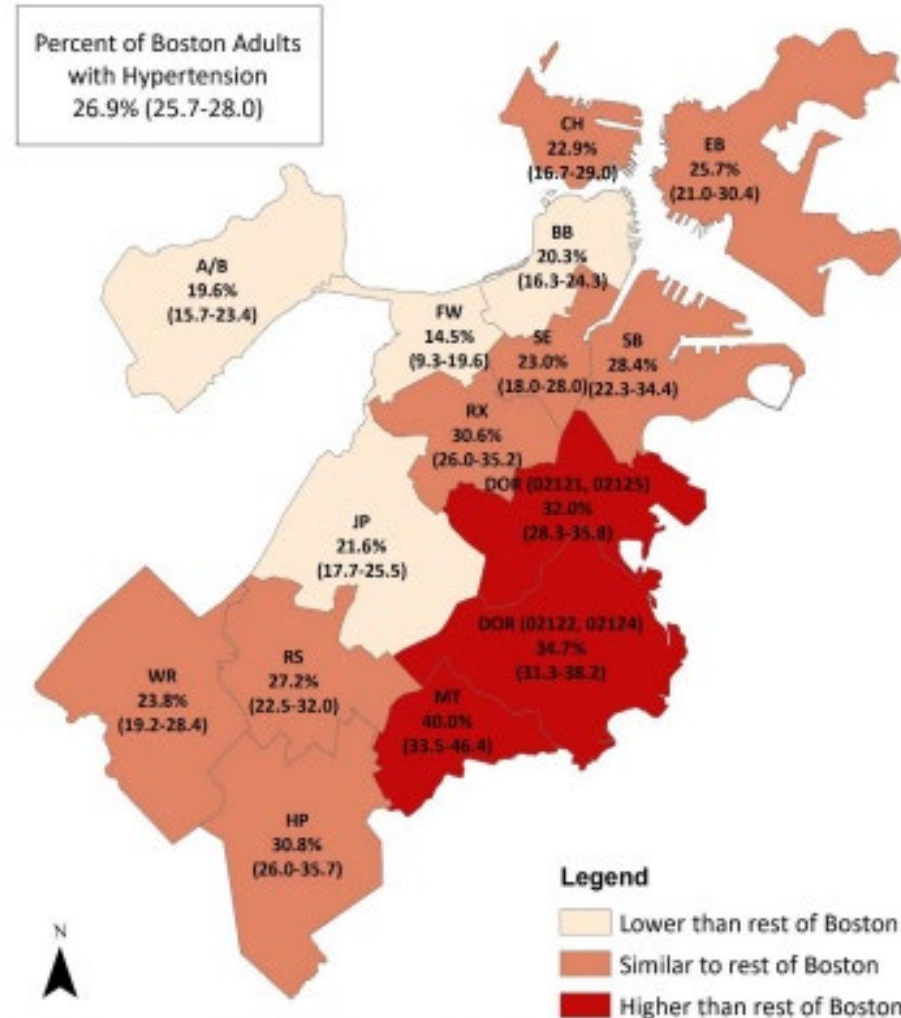 Percent of Boston Adults
with Hypertension
26.9% (25.7-28.0)
CH
22.9%
(16.7-29.0)
EB
25.7%
(21.0-30.4)
BB
20.3%
(16.3-24.3)
A/B
19.6%
(15.7-23.4)
FW
14.5%
(9.3-19.6)
SE
23.0%
(18.0-28.0)
SB
28.4%
(22.3-34.4)
RX
30.6%
(26.0-35.2)
DOR (02121, 02125)
32.0%
(28.3-35.8)
JP
21.6%
(17.7-25.5)
DOR (02122, 02124)
34.7%
(31.3-38.2)
RS
27.2%
(22.5-32.0)
WR
23.8%
(19.2-28.4)
MT
40.0%
(33.5-46.4)
HP
30.8%
(26.0-35.7)
Legend
Lower than rest of Boston
Similar to rest of Boston
Higher than rest of Boston
N